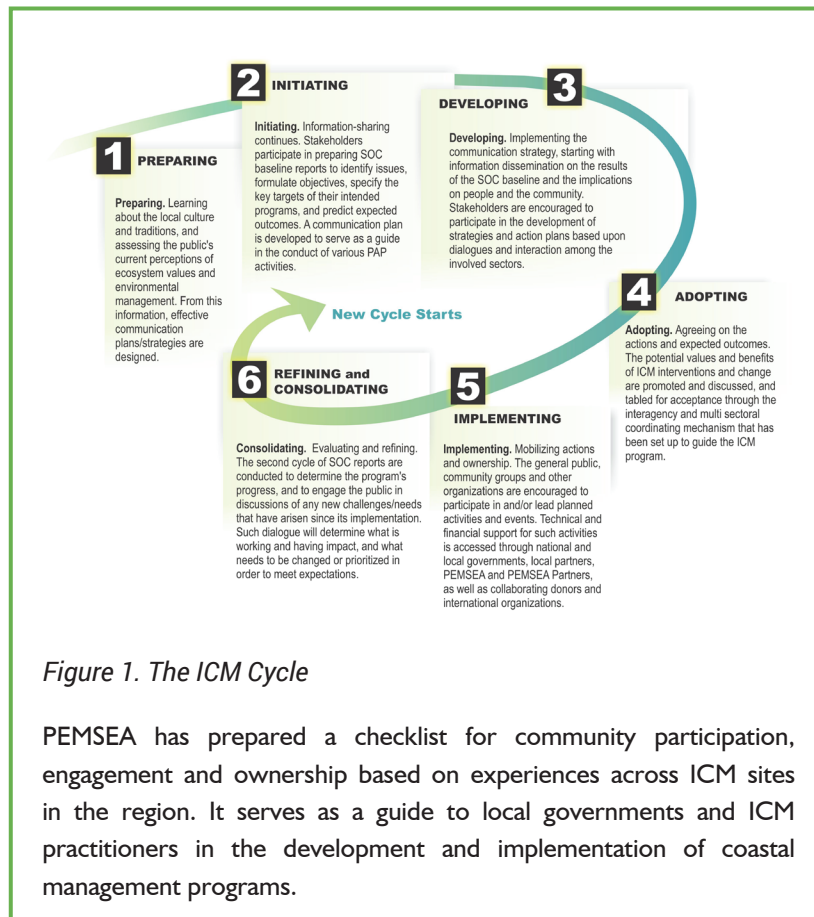 1 PREPARING
Preparing. Learning
about the local culture
and traditions, and
assessing the public's
current perceptions of
ecosystem values and
environmental
management. From this
information, effective
communication
plans/strategies are
designed.
2 INITIATING
Initiating. Information-sharing
continues. Stakeholders
participate in preparing SOC
baseline reports to identify issues,
formulate objectives, specify the
key targets of their intended
programs, and predict expected
outcomes. A communication plan
is developed to serve as a guide
in the conduct of various PAP
activities.
3
DEVELOPING
Developing. Implementing the
communication strategy, starting with
information dissemination on the results
of the SOC baseline and the implications
on people and the community.
Stakeholders are encouraged to
participate in the development of
strategies and action plans based upon
dialogues and interaction among the
involved sectors.
4 ADOPTING
Adopting. Agreeing on the
actions and expected outcomes.
The potential values and benefits
of ICM interventions and change
are promoted and discussed, and
tabled for acceptance through the
interagency and multi sectoral
coordinating mechanism that has
been set up to guide the ICM
program.
5
IMPLEMENTING
Implementing. Mobilizing actions
and ownership. The general public,
community groups and other
organizations are encouraged to
participate in and/or lead planned
activities and events. Technical and
financial support for such activities
is accessed through national and
local governments, local partners,
PEMSEA and PEMSEA Partners,
as well as collaborating donors and
international organizations.
6 REFINING and
CONSOLIDATING
Consolidating. Evaluating and refining.
The second cycle of SOC reports are
conducted to determine the program's
progress, and to engage the public in
discussions of any new challenges/needs
that have arisen since its implementation.
Such dialogue will determine what is
working and having impact, and what
needs to be changed or prioritized in
order to meet expectations.
New Cycle Starts
Figure 1. The ICM Cycle
PEMSEA has prepared a checklist for community participation,
engagement and ownership based on experiences across ICM sites
in the region. It serves as a guide to local governments and ICM
practitioners in the development and implementation of coastal
management programs.